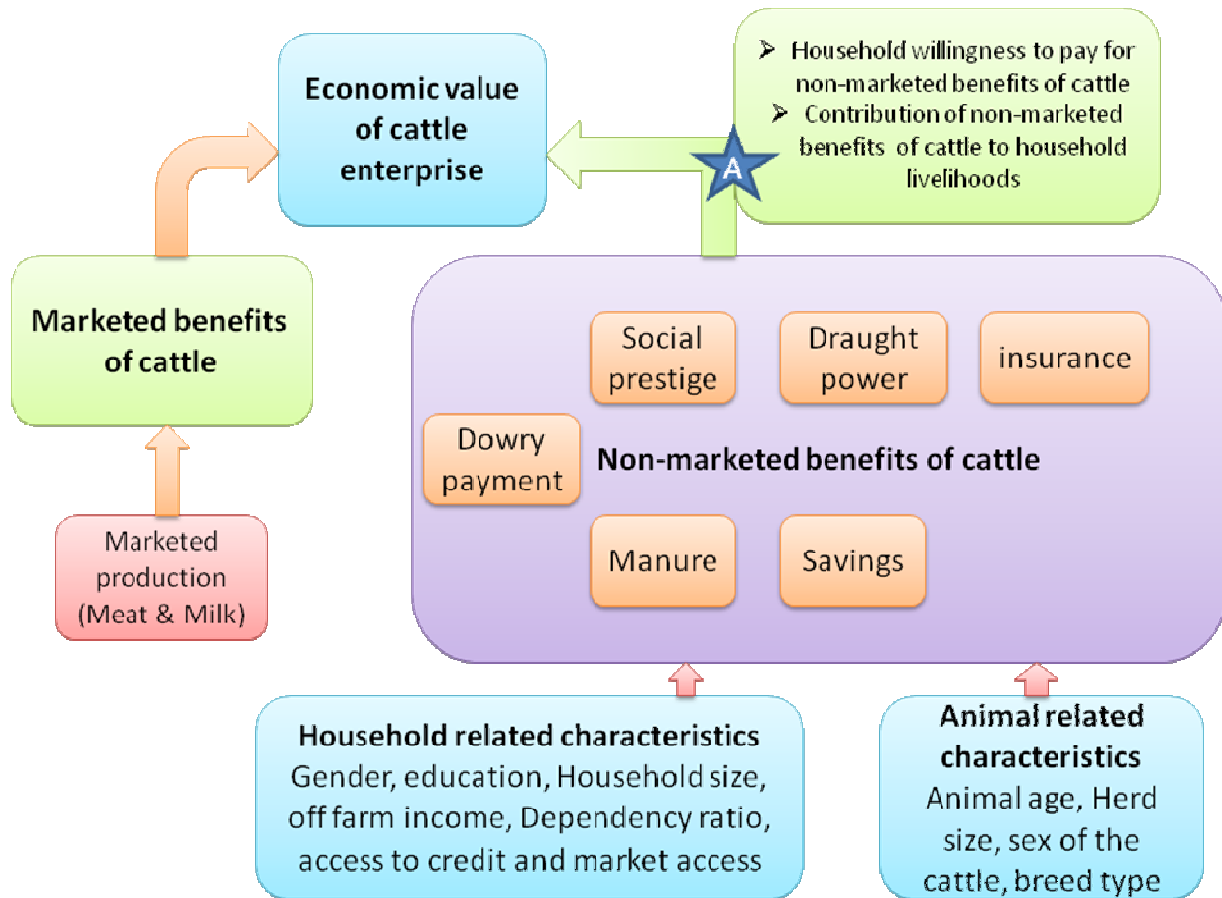 Economic value
of cattle
enterprise
➢ Household willingness to pay for
non-marketed benefits of cattle
➢ Contribution of non-marketed
benefits of cattle to household
livelihoods
A
Marketed benefits
of cattle
Social
prestige
Draught
power
insurance
Dowry
payment
Non-marketed benefits of cattle
Manure
Savings
Marketed
production
(Meat & Milk)
Household related characteristics
Gender, education, Household size,
off farm income, Dependency ratio,
access to credit and market access
Animal related
characteristics
Animal age, Herd
size, sex of the
cattle, breed type